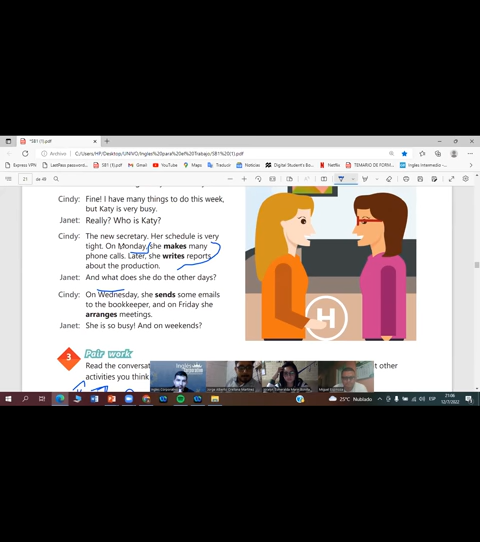 *SB1 (1).pdf
Archivo | C:/Users/HP/Desktop/UNIVO/Ingles%20para%20el%20Trabajo/SB1%20(1).pdf
Express VPN LastPass password... SB1 (1).pdf Gmail YouTube Maps Traducir Noticias Digital Student's Bo... Netflix TEMARIO DE FORM... Inglés Intermedio -...
21 de 48
Cindy: Fine! I have many things to do this week,
but Katy is very busy.
Janet: Really? Who is Katy?
Cindy: The new secretary. Her schedule is very
tight. On Monday, she makes many
phone calls. Later, she writes reports
about the production.
Janet: And what does she do the other days?
Cindy: On Wednesday, she sends some emails
to the bookkeeper, and on Friday she
arranges meetings.
Janet: She is so busy! And on weekends?
H
3 Pair work
Read the conversat
t other
activities you think
25°C Nublado
ESP
21:06
12/7/2022